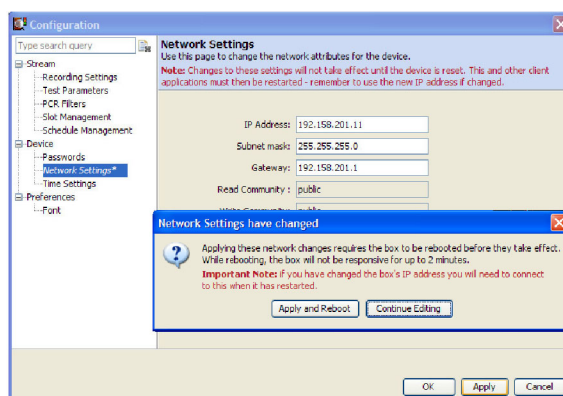 Configuration
Type search query
Stream
Recording Settings
Test Parameters
PCR Filters
Slot Management
Schedule Management
Device
Passwords
Network Settings*
Time Settings
Preferences
Font
Network Settings
Use this page to change the network attributes for the device.
Note: Changes to these settings will not take effect until the device is reset. This and other client
applications must then be restarted - remember to use the new IP address if changed.
IP Address: 192.158.201.11
Subnet mask: 255.255.255.0
Gateway: 192.158.201.1
Read Community : public
Network Settings have changed
Applying these network changes requires the box to be rebooted before they take effect.
While rebooting, the box will not be responsive for up to 2 minutes.
Important Note: if you have changed the box's IP address you will need to connect
to this when it has restarted.
Apply and Reboot Continue Editing
OK Apply Cancel